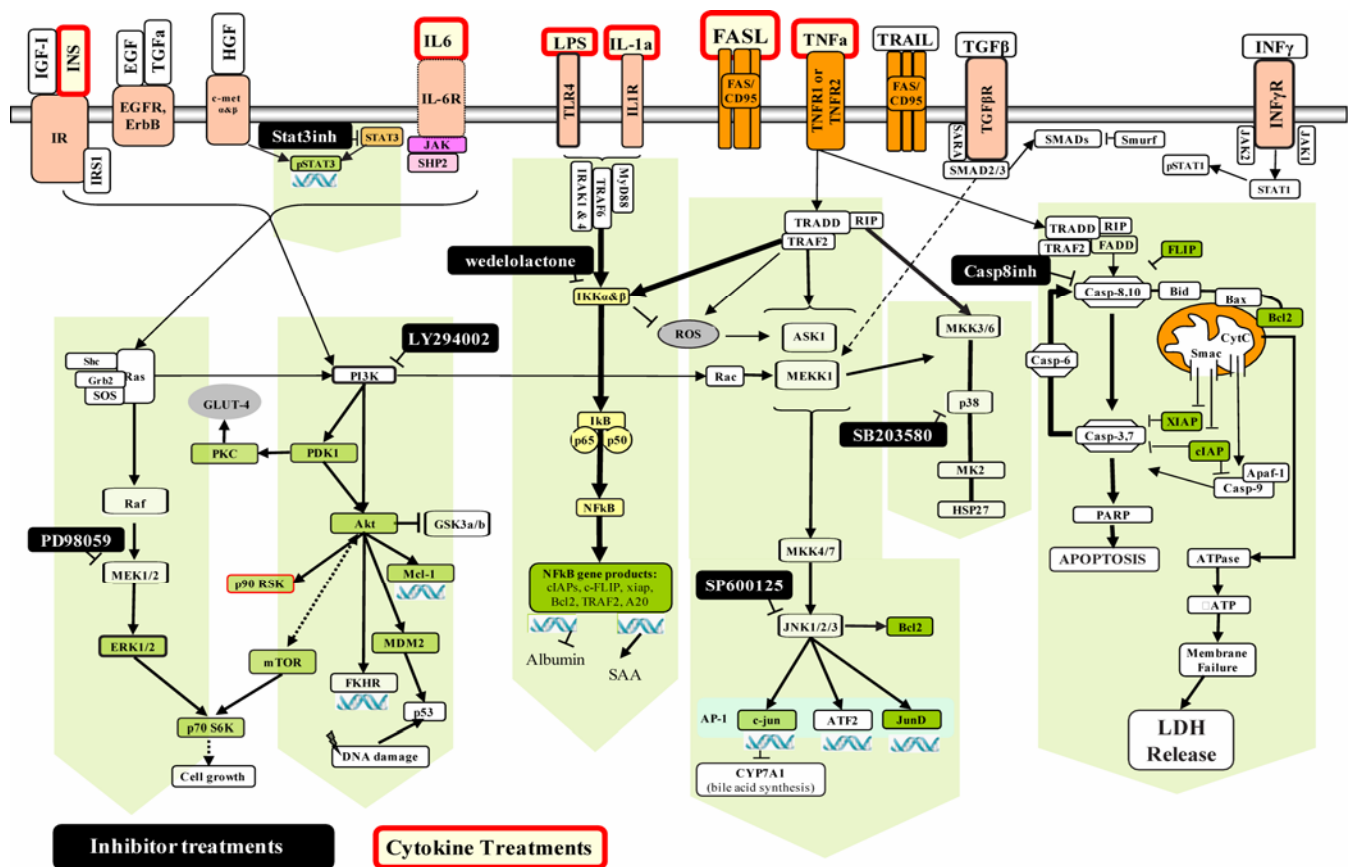 IGF-I
INS
EGF
TGFa
HGF
IL6
LPS
IL-1a
FASL
TNFa
TRAIL
TGFβ
INFγ
IR
IRS1
EGFR,
ErbB
c-met
α&β
IL-6R
JAK
SHP2
TLR4
IL1R
FAS/
CD95
TNFR1 or
TNFR2
FAS/
CD95
TGFβR
SARA
SMAD2/3
SMADs
Smurf
INFγR
JAK2
JAK1
pSTAT1
STAT1
Stat3inh
STAT3
pSTAT3
IRAK1 & 4
TRAF6
MyD88
TRADD
RIP
TRAF2
TRADD
RIP
TRAF2
FADD
FLIP
wedelolactone
Casp8inh
Casp-8,10
Bid
Bax
Bcl2
IKKα&β
ROS
ASK1
MKK3/6
CytC
Smac
Casp-6
LY294002
Shc
Grb2
SOS
Ras
PI3K
Rac
MEKK1
p38
SB203580
GLUT-4
XIAP
IkB
p65
p50
Casp-3,7
cIAP
PKC
PDK1
MK2
Apaf-1
Casp-9
Raf
NFkB
HSP27
Akt
GSK3a/b
PARP
PD98059
MKK4/7
APOPTOSIS
ATPase
MEK1/2
p90 RSK
Mcl-1
NFkB gene products:
cIAPs, c-FLIP, xiap,
Bcl2, TRAF2, A20
SP600125
□ATP
JNK1/2/3
Bcl2
ERK1/2
MDM2
mTOR
Albumin
SAA
Membrane
Failure
FKHR
p53
p70 S6K
AP-1
c-jun
ATF2
JunD
LDH
Release
DNA damage
Cell growth
CYP7A1
(bile acid synthesis)
Inhibitor treatments
Cytokine Treatments